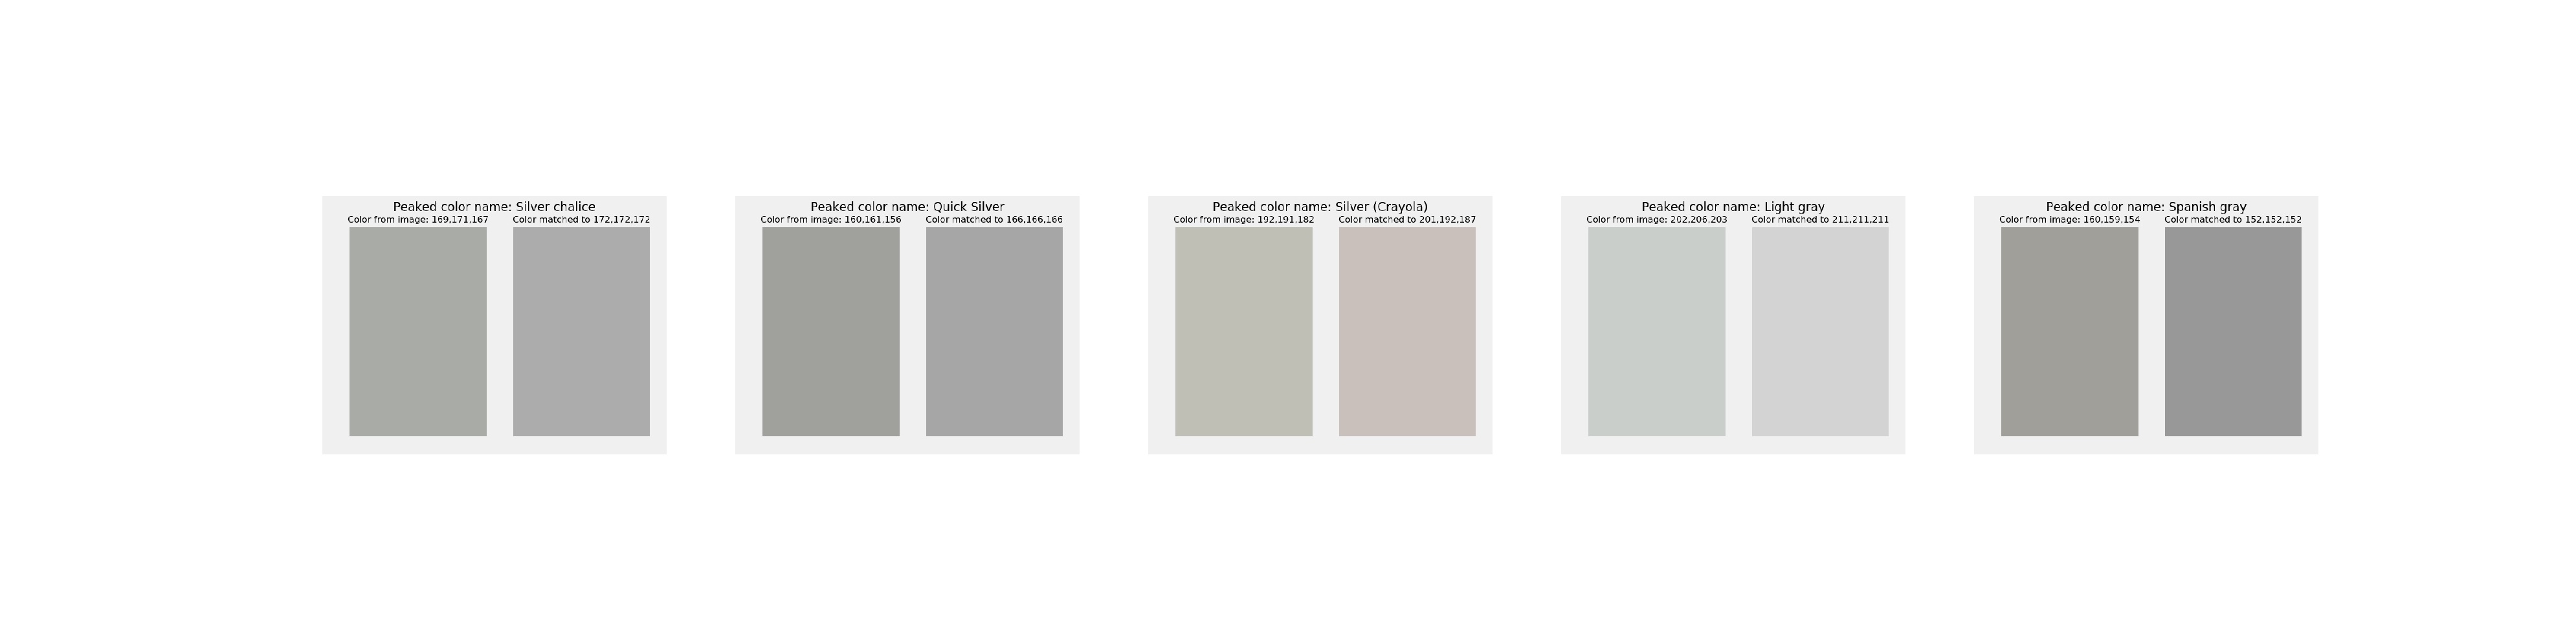 Peaked color name: Silver chalice
Color from image: 169,171,167
Color matched to 172,172,172
Peaked color name: Quick Silver
Color from image: 160,161,156
Color matched to 166,166,166
Peaked color name: Silver (Crayola)
Color from image: 192,191,182
Color matched to 201,192,187
Peaked color name: Light gray
Color from image: 202,206,203
Color matched to 211,211,211
Peaked color name: Spanish gray
Color from image: 160,159,154
Color matched to 152,152,152